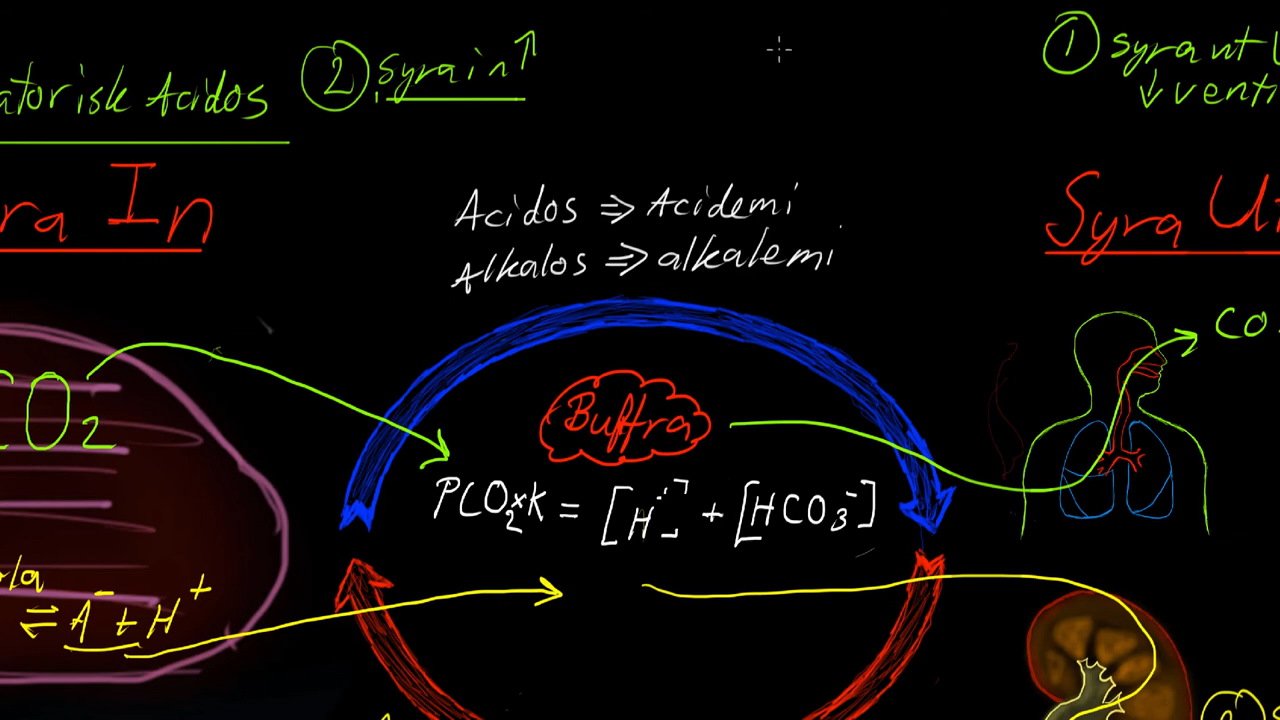 atorisk Acidos
② Syra in ↑
① Syra ut
↓ venti
ra In
Syra U
Acidos ⇒ Acidemi
Alkalos ⇒ alkalemi
CO
CO₂
Buffra
PCO₂ × K = [H⁺] + [HCO₃⁻]
la
⇌ A⁻ + H⁺